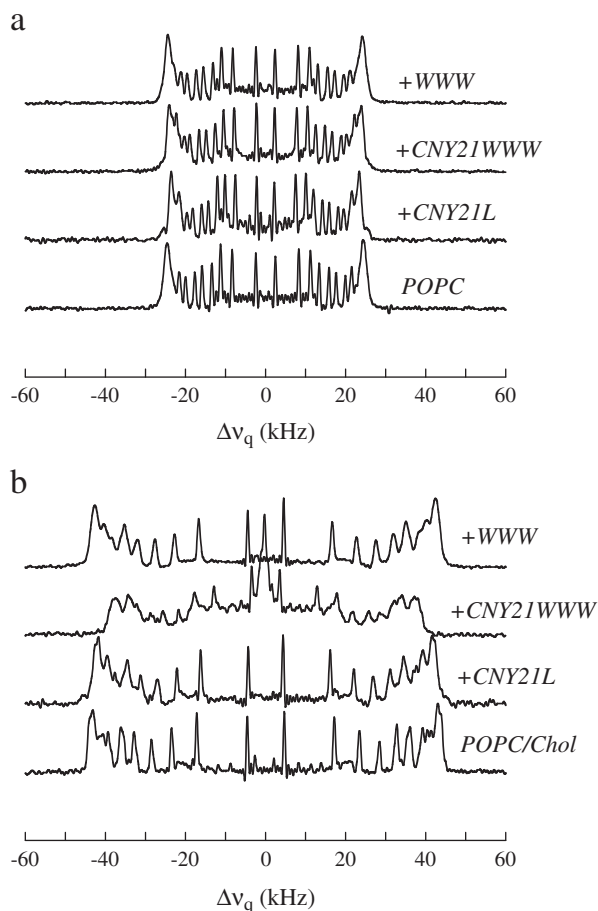 a
+WWW
+CNY21WWW
+CNY21L
POPC
-60 -40 -20 0 20 40 60
Δνq (kHz)
b
+WWW
+CNY21WWW
+CNY21L
POPC/Chol
-60 -40 -20 0 20 40 60
Δνq (kHz)